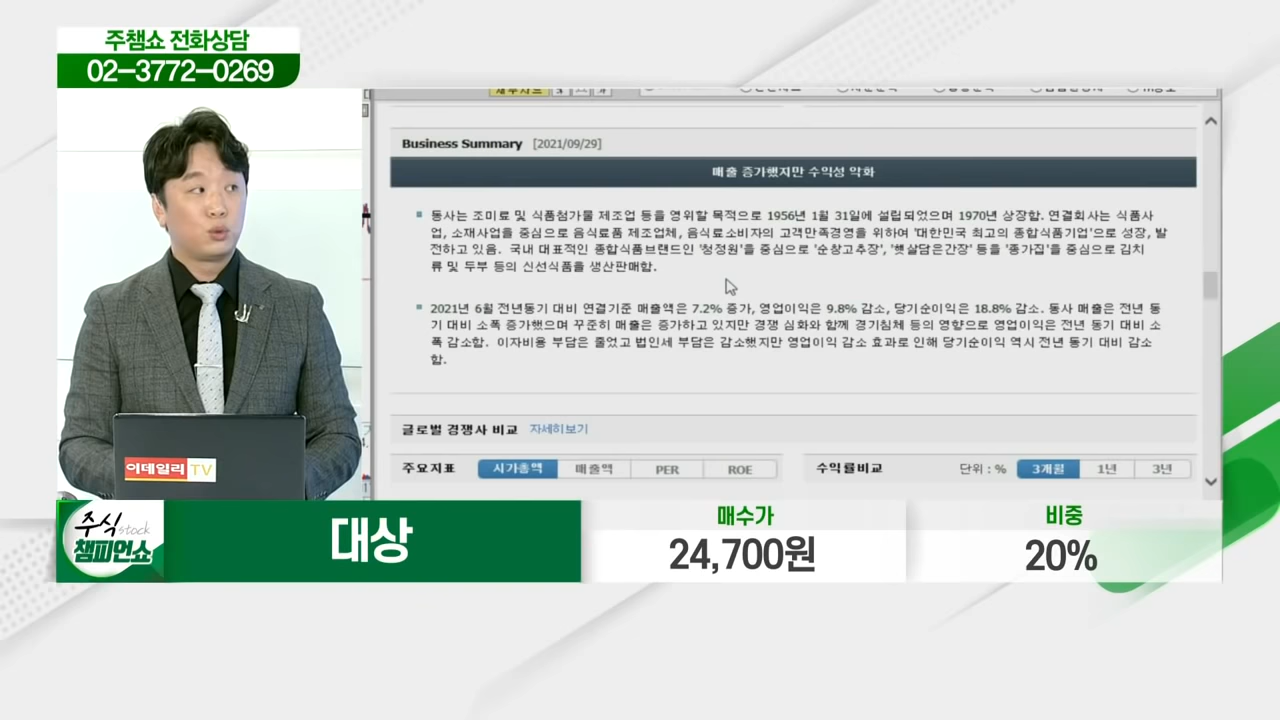 주챔쇼 전화상담
02-3772-0269
Business Summary [2021/09/29]
매출 증가했지만 수익성 악화
동사는 조미료 및 식품첨가물 제조업 등을 영위할 목적으로 1956년 1월 31일에 설립되었으며 1970년 상장함. 연결회사는 식품사
업, 소재사업을 중심으로 음식료품 제조업체, 음식료소비자의 고객만족경영을 위하여 '대한민국 최고의 종합식품기업'으로 성장, 발
전하고 있음. 국내 대표적인 종합식품브랜드인 '청정원'을 중심으로 '순창고추장', '햇살담은간장' 등을 '종가집'을 중심으로 김치
류 및 두부 등의 신선식품을 생산판매함.
2021년 6월 전년동기 대비 연결기준 매출액은 7.2% 증가, 영업이익은 9.8% 감소, 당기순이익은 18.8% 감소. 동사 매출은 전년 동
기 대비 소폭 증가했으며 꾸준히 매출은 증가하고 있지만 경쟁 심화와 함께 경기침체 등의 영향으로 영업이익은 전년 동기 대비 소
폭 감소함. 이자비용 부담은 줄었고 법인세 부담은 감소했지만 영업이익 감소 효과로 인해 당기순이익 역시 전년 동기 대비 감소
함.
글로벌 경쟁사 비교 자세히보기
주요지표 시가총액 매출액 PER ROE 수익률비교 단위 : % 3개월 1년 3년
이데일리 TV
주식 stock
챔피언쇼
대상
매수가
24,700원
비중
20%